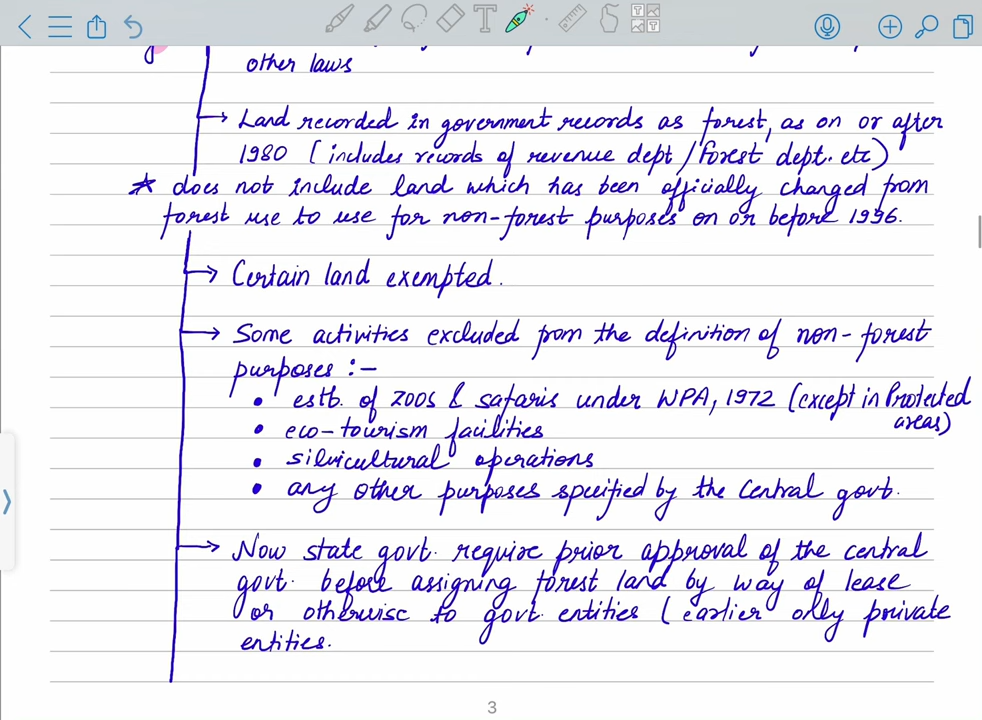 other laws
→ Land recorded in government records as forest, as on or after
1980 (includes records of revenue dept/forest dept. etc)
* does not include land which has been officially changed from
forest use to use for non-forest purposes on or before 1996.
→ Certain land exempted.
→ Some activities excluded from the definition of non-forest
purposes :-
• estb. of zoos & safaris under WPA, 1972 (except in Protected
areas)
• eco-tourism facilities
• silvicultural operations
• any other purposes specified by the Central govt.
→ Now state govt. require prior approval of the central
govt. before assigning forest land by way of lease
or otherwise to govt. entities (earlier only private
entities.
3